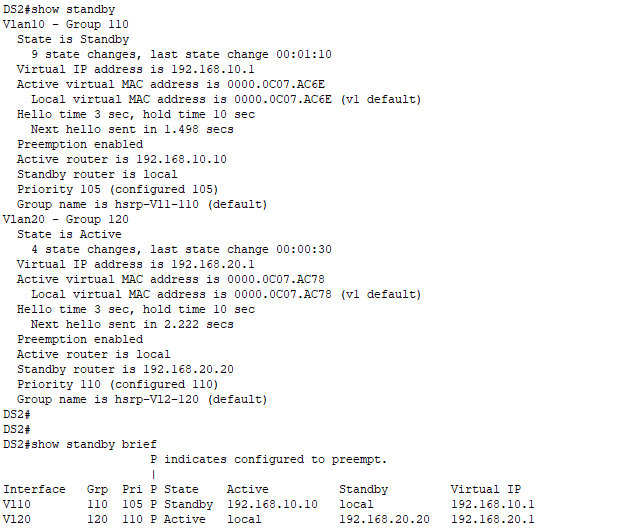 DS2#show standby
Vlan10 - Group 110
  State is Standby
    9 state changes, last state change 00:01:10
  Virtual IP address is 192.168.10.1
  Active virtual MAC address is 0000.0C07.AC6E
    Local virtual MAC address is 0000.0C07.AC6E (v1 default)
  Hello time 3 sec, hold time 10 sec
    Next hello sent in 1.498 secs
  Preemption enabled
  Active router is 192.168.10.10
  Standby router is local
  Priority 105 (configured 105)
  Group name is hsrp-Vl1-110 (default)
Vlan20 - Group 120
  State is Active
    4 state changes, last state change 00:00:30
  Virtual IP address is 192.168.20.1
  Active virtual MAC address is 0000.0C07.AC78
    Local virtual MAC address is 0000.0C07.AC78 (v1 default)
  Hello time 3 sec, hold time 10 sec
    Next hello sent in 2.222 secs
  Preemption enabled
  Active router is local
  Standby router is 192.168.20.20
  Priority 110 (configured 110)
  Group name is hsrp-Vl2-120 (default)
DS2#
DS2#
DS2#show standby brief
                     P indicates configured to preempt.
                     |
Interface   Grp  Pri P State    Active          Standby         Virtual IP
Vl10        110  105 P Standby  192.168.10.10   local           192.168.10.1
Vl20        120  110 P Active   local           192.168.20.20   192.168.20.1